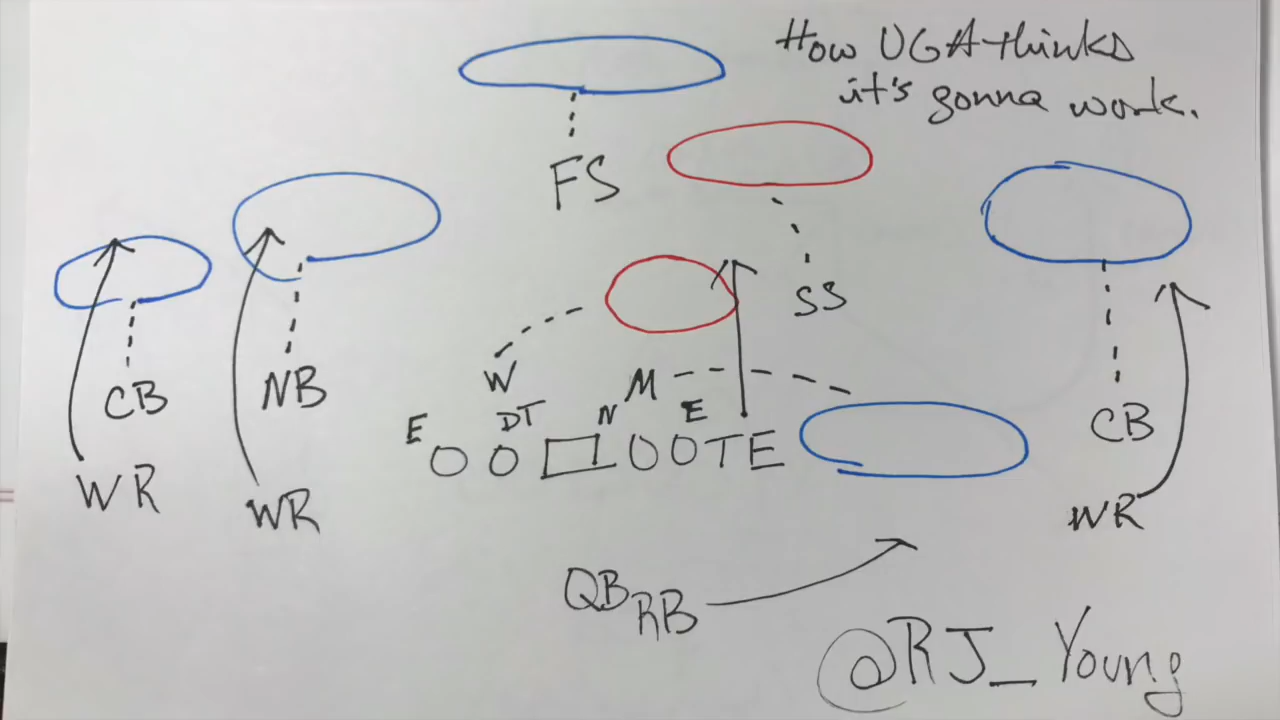 How UGA thinks
it's gonna work.
FS
SS
CB
NB
W
M
CB
E
DT
N
E
O O O O TE
WR
WR
WR
QB
RB
@RJ_Young